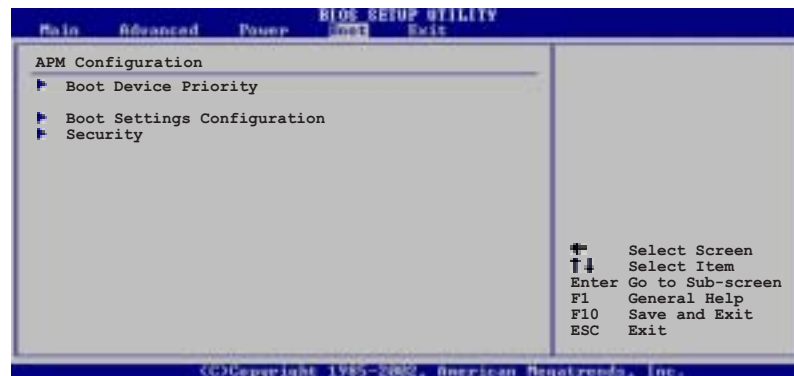 BIOS SETUP UTILITY
Main Advanced Power Boot Exit
APM Configuration
Boot Device Priority
Boot Settings Configuration
Security
Select Screen
Select Item
Enter Go to Sub-screen
F1 General Help
F10 Save and Exit
ESC Exit
(C)Copyright 1985-2002, American Megatrends, Inc.